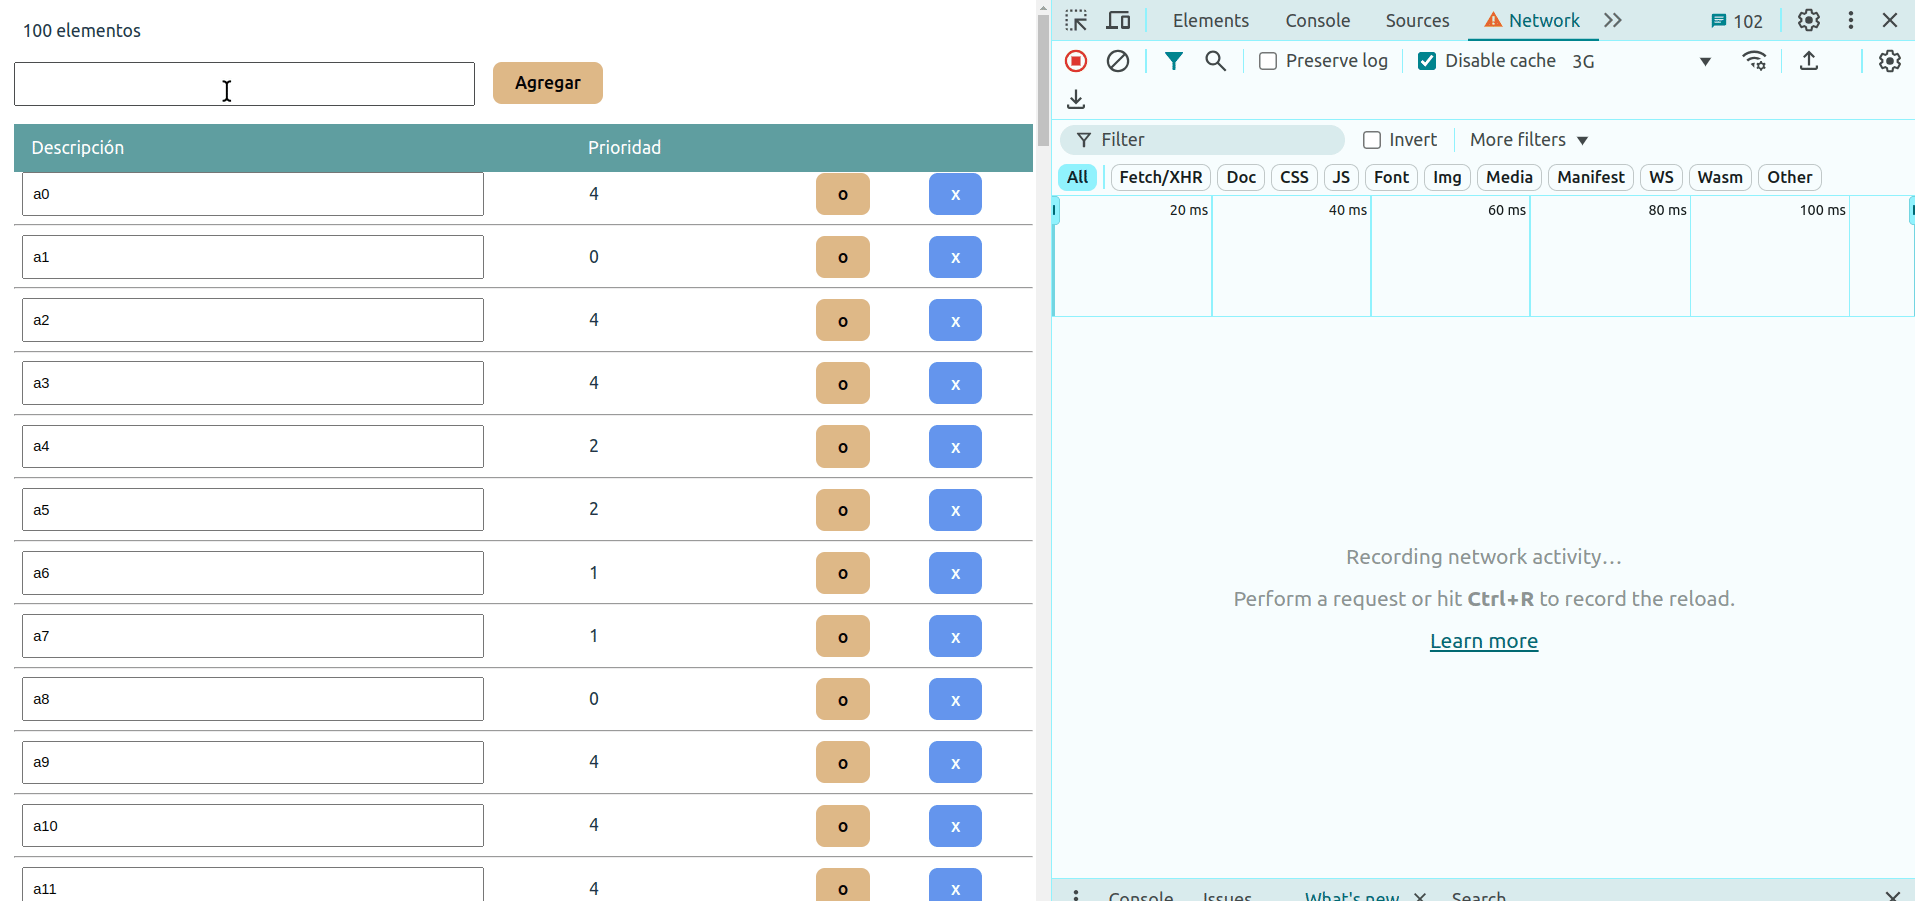 100 elementos
Agregar
Descripción Prioridad
a0 4 o x
a1 0 o x
a2 4 o x
a3 4 o x
a4 2 o x
a5 2 o x
a6 1 o x
a7 1 o x
a8 0 o x
a9 4 o x
a10 4 o x
a11 4 o x
Elements Console Sources Network 102
Preserve log Disable cache 3G
Filter Invert More filters
All Fetch/XHR Doc CSS JS Font Img Media Manifest WS Wasm Other
20 ms 40 ms 60 ms 80 ms 100 ms
Recording network activity…
Perform a request or hit Ctrl+R to record the reload.
Learn more
Console Issues What's new Search